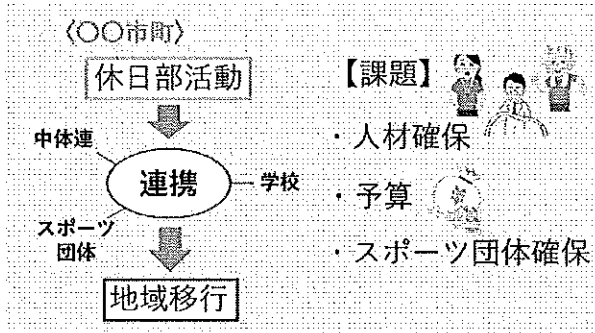 〈〇〇市町〉
休日部活動
中体連
連携
学校
スポーツ
団体
地域移行
【課題】
・人材確保
・予算
・スポーツ団体確保